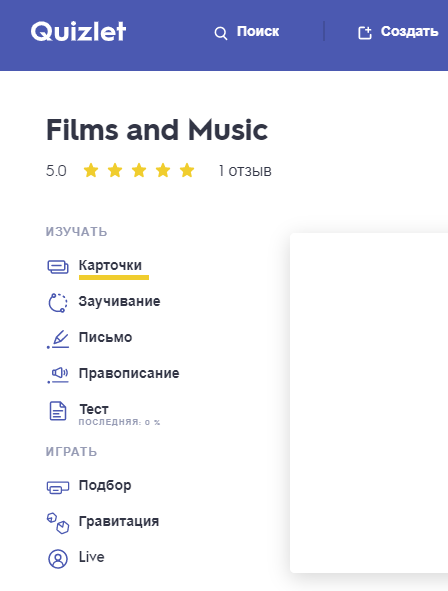 Quizlet
Поиск
Создать
Films and Music
5.0
1 отзыв
ИЗУЧАТЬ
Карточки
Заучивание
Письмо
Правописание
Тест
ПОСЛЕДНЯЯ: 0 %
ИГРАТЬ
Подбор
Гравитация
Live